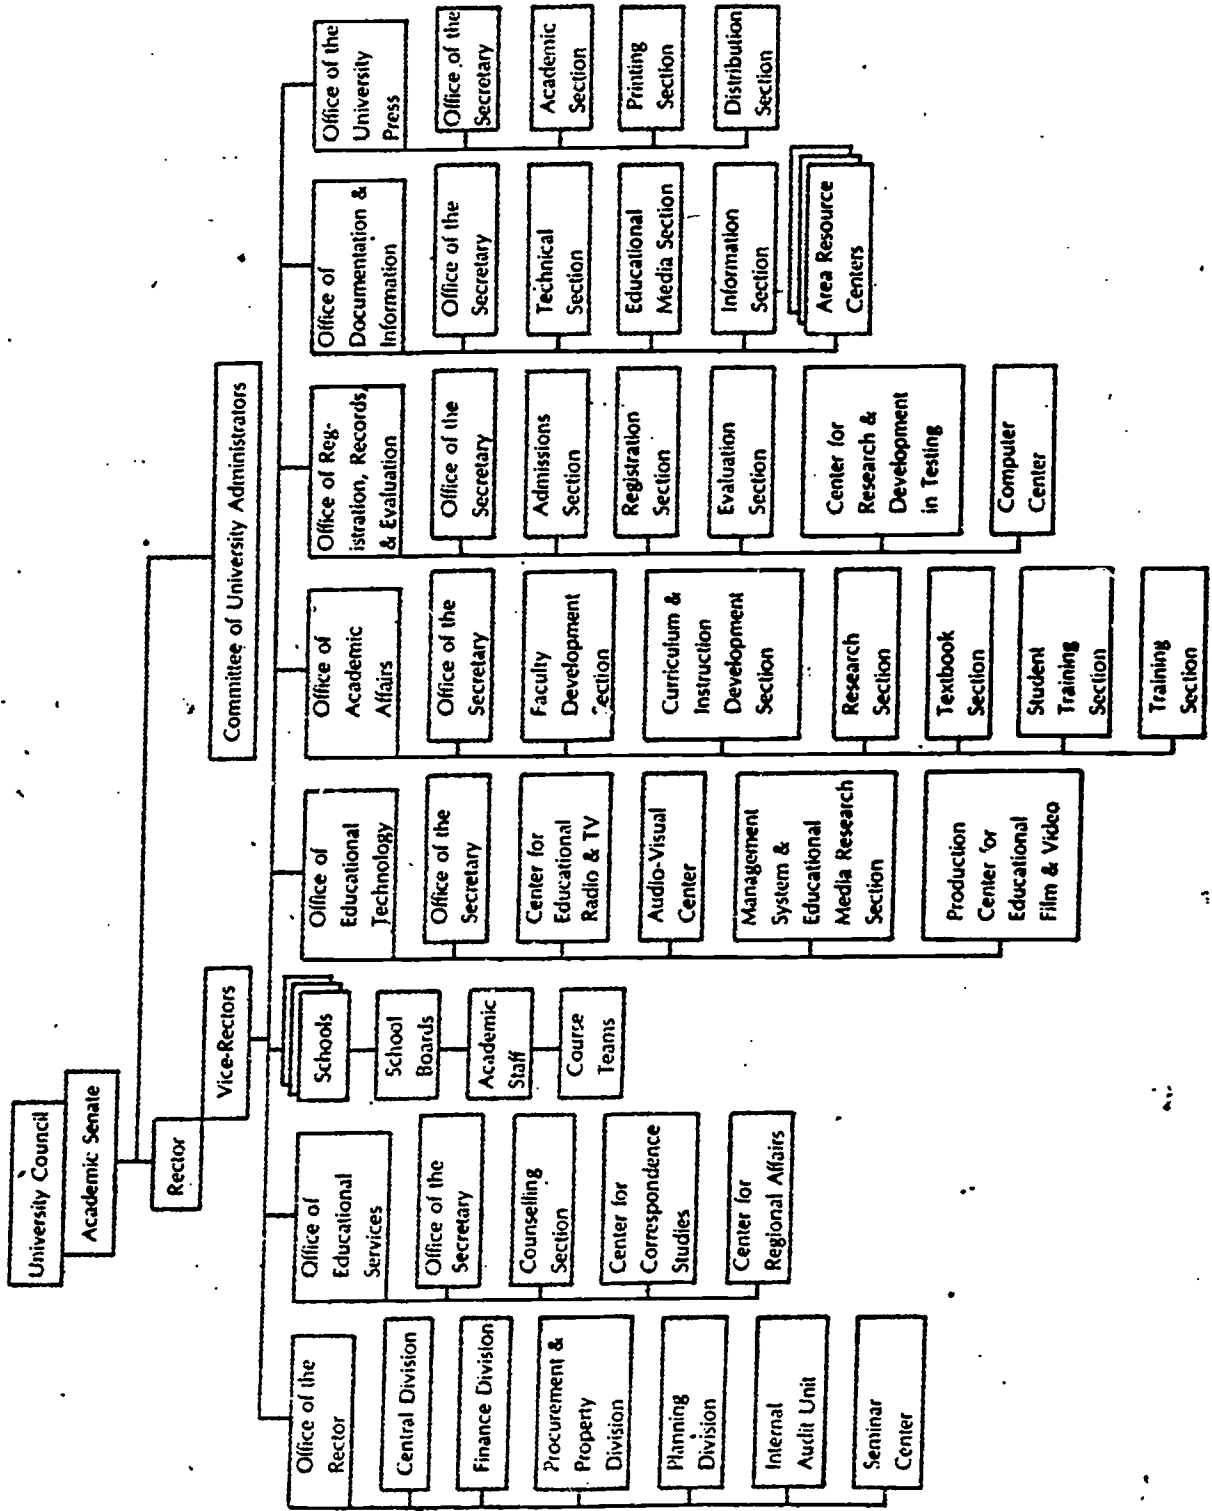 University Council
Academic Senate
Rector
Vice-Rectors
Committee of University Administrators
Office of the
Rector
Central Division
Finance Division
Procurement &
Property
Division
Planning
Division
Internal
Audit Unit
Seminar
Center
Office of
Educational
Services
Office of the
Secretary
Counselling
Section
Center for
Correspondence
Studies
Center for
Regional Affairs
Schools
School
Boards
Academic
Staff
Course
Teams
Office of
Educational
Technology
Office of the
Secretary
Center for
Educational
Radio & TV
Audio-Visual
Center
Management
System &
Educational
Media Research
Section
Production
Center for
Educational
Film & Video
Office of
Academic
Affairs
Office of the
Secretary
Faculty
Development
Section
Curriculum &
Instruction
Development
Section
Research
Section
Textbook
Section
Student
Training
Section
Training
Section
Office of Reg-
istration, Records,
& Evaluation
Office of the
Secretary
Admissions
Section
Registration
Section
Evaluation
Section
Center for
Research &
Development
in Testing
Computer
Center
Office of
Documentation &
Information
Office of the
Secretary
Technical
Section
Educational
Media Section
Information
Section
Area Resource
Centers
Office of the
University
Press
Office of the
Secretary
Academic
Section
Printing
Section
Distribution
Section